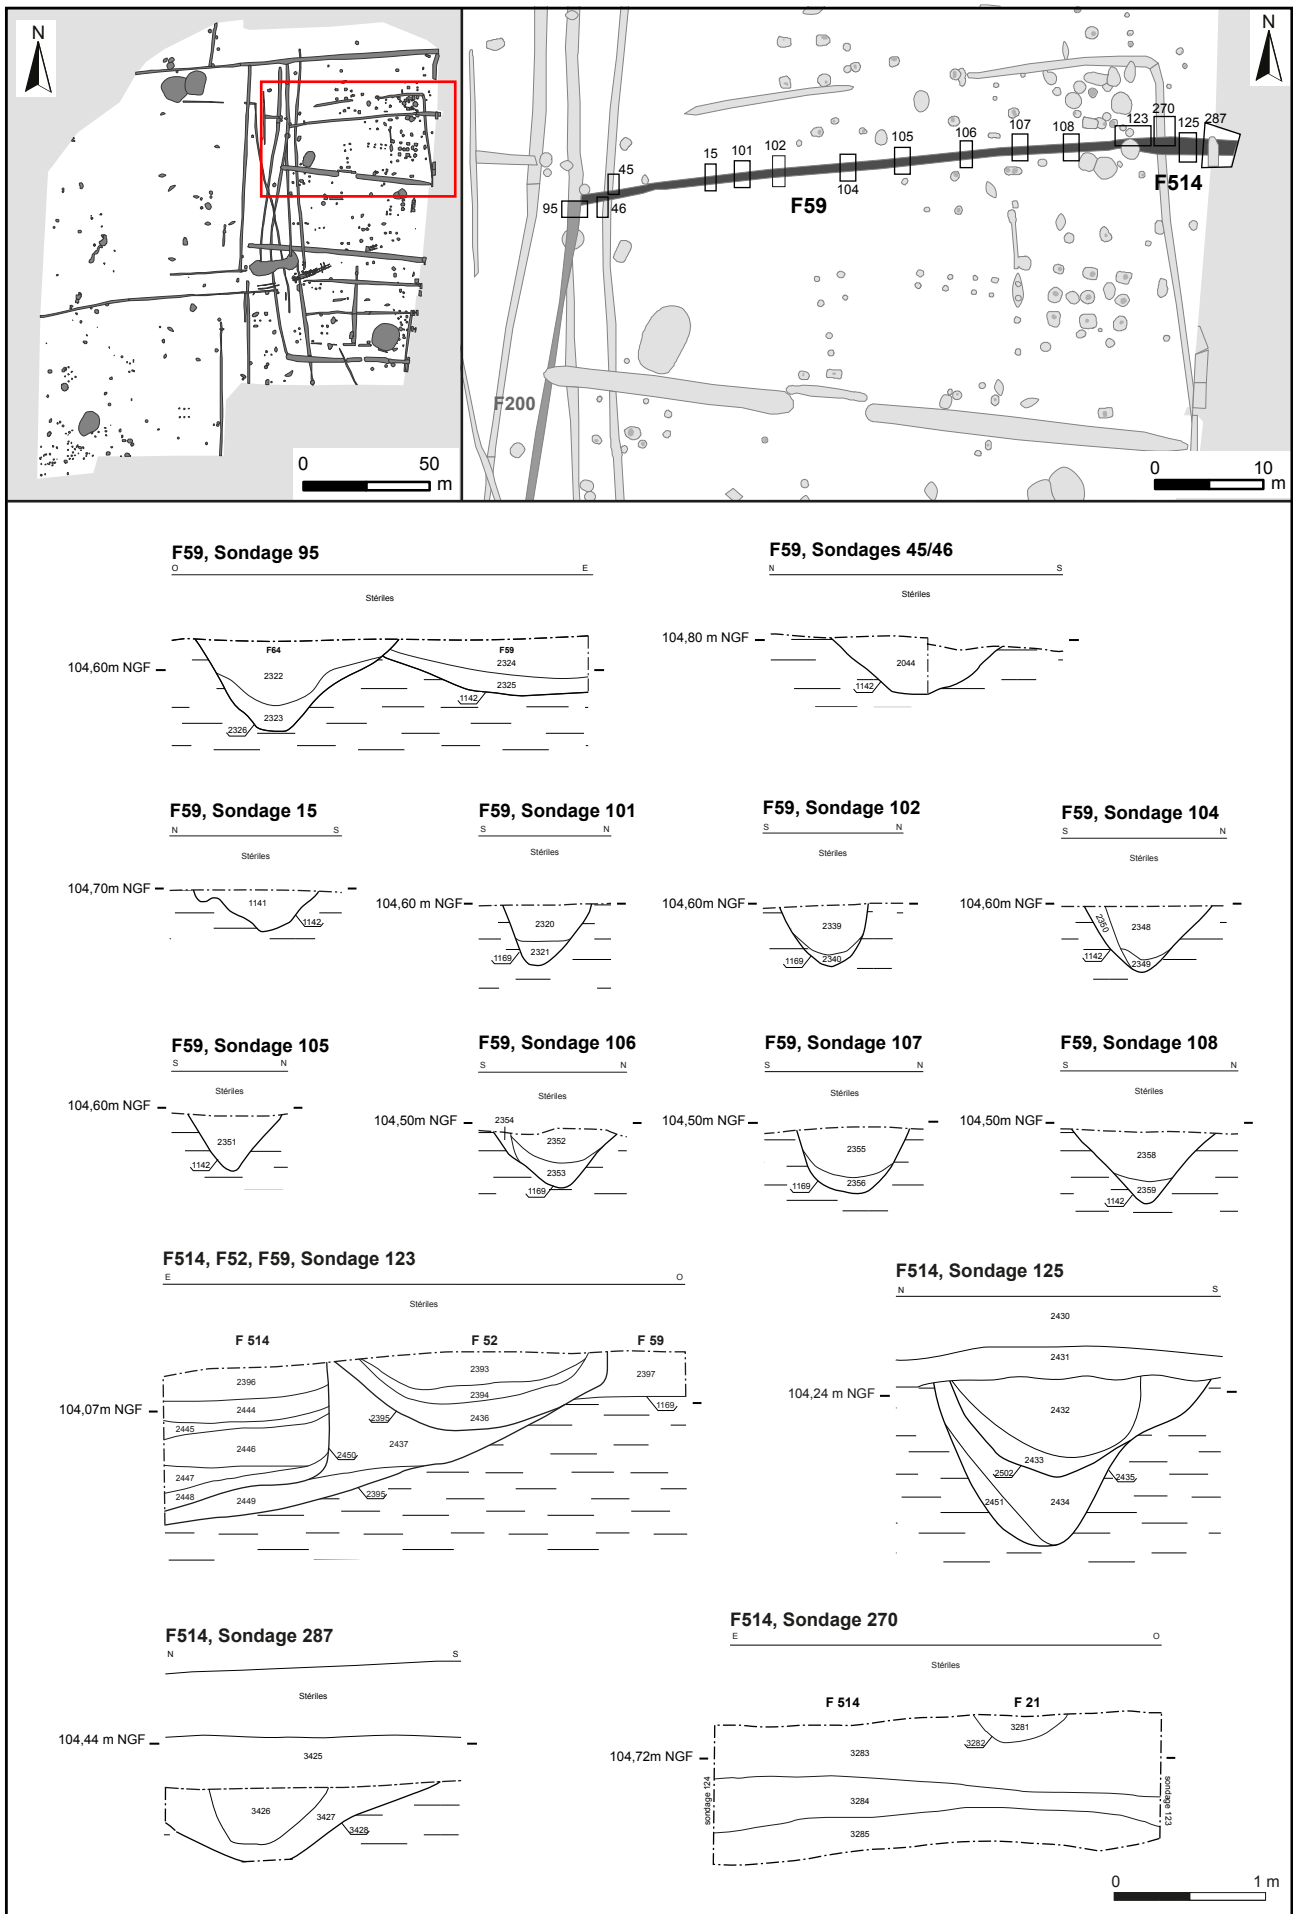 N
0 50
m
N
45
95
46
15
101
102
104
105
106
107
108
123
270
125
287
F59
F514
F200
0 10
m
F59, Sondage 95
O E
Stériles
104,60m NGF
F64
F59
2322
2324
2325
2323
1142
2326
F59, Sondages 45/46
N S
Stériles
104,80 m NGF
2044
1142
F59, Sondage 15
N S
Stériles
104,70m NGF
1141
1142
F59, Sondage 101
S N
Stériles
104,60 m NGF
2320
2321
1169
F59, Sondage 102
S N
Stériles
104,60m NGF
2339
2340
1169
F59, Sondage 104
S N
Stériles
104,60m NGF
2350
2348
2349
1142
F59, Sondage 105
S N
Stériles
104,60m NGF
2351
1142
F59, Sondage 106
S N
Stériles
104,50m NGF
2354
2352
2353
1169
F59, Sondage 107
S N
Stériles
104,50m NGF
2355
2356
1169
F59, Sondage 108
S N
Stériles
104,50m NGF
2358
2359
1142
F514, F52, F59, Sondage 123
E O
Stériles
F 514 F 52 F 59
104,07m NGF
2396
2444
2445
2446
2447
2448
2449
2450
2393
2394
2395
2436
2437
2395
2397
1169
F514, Sondage 125
N S
2430
2431
104,24 m NGF
2432
2433
2502
2435
2451
2434
F514, Sondage 287
N S
Stériles
104,44 m NGF
3425
3426
3427
3428
F514, Sondage 270
E O
Stériles
F 514 F 21
104,72m NGF
3281
3282
3283
3284
3285
sondage 124
sondage 123
0 1 m